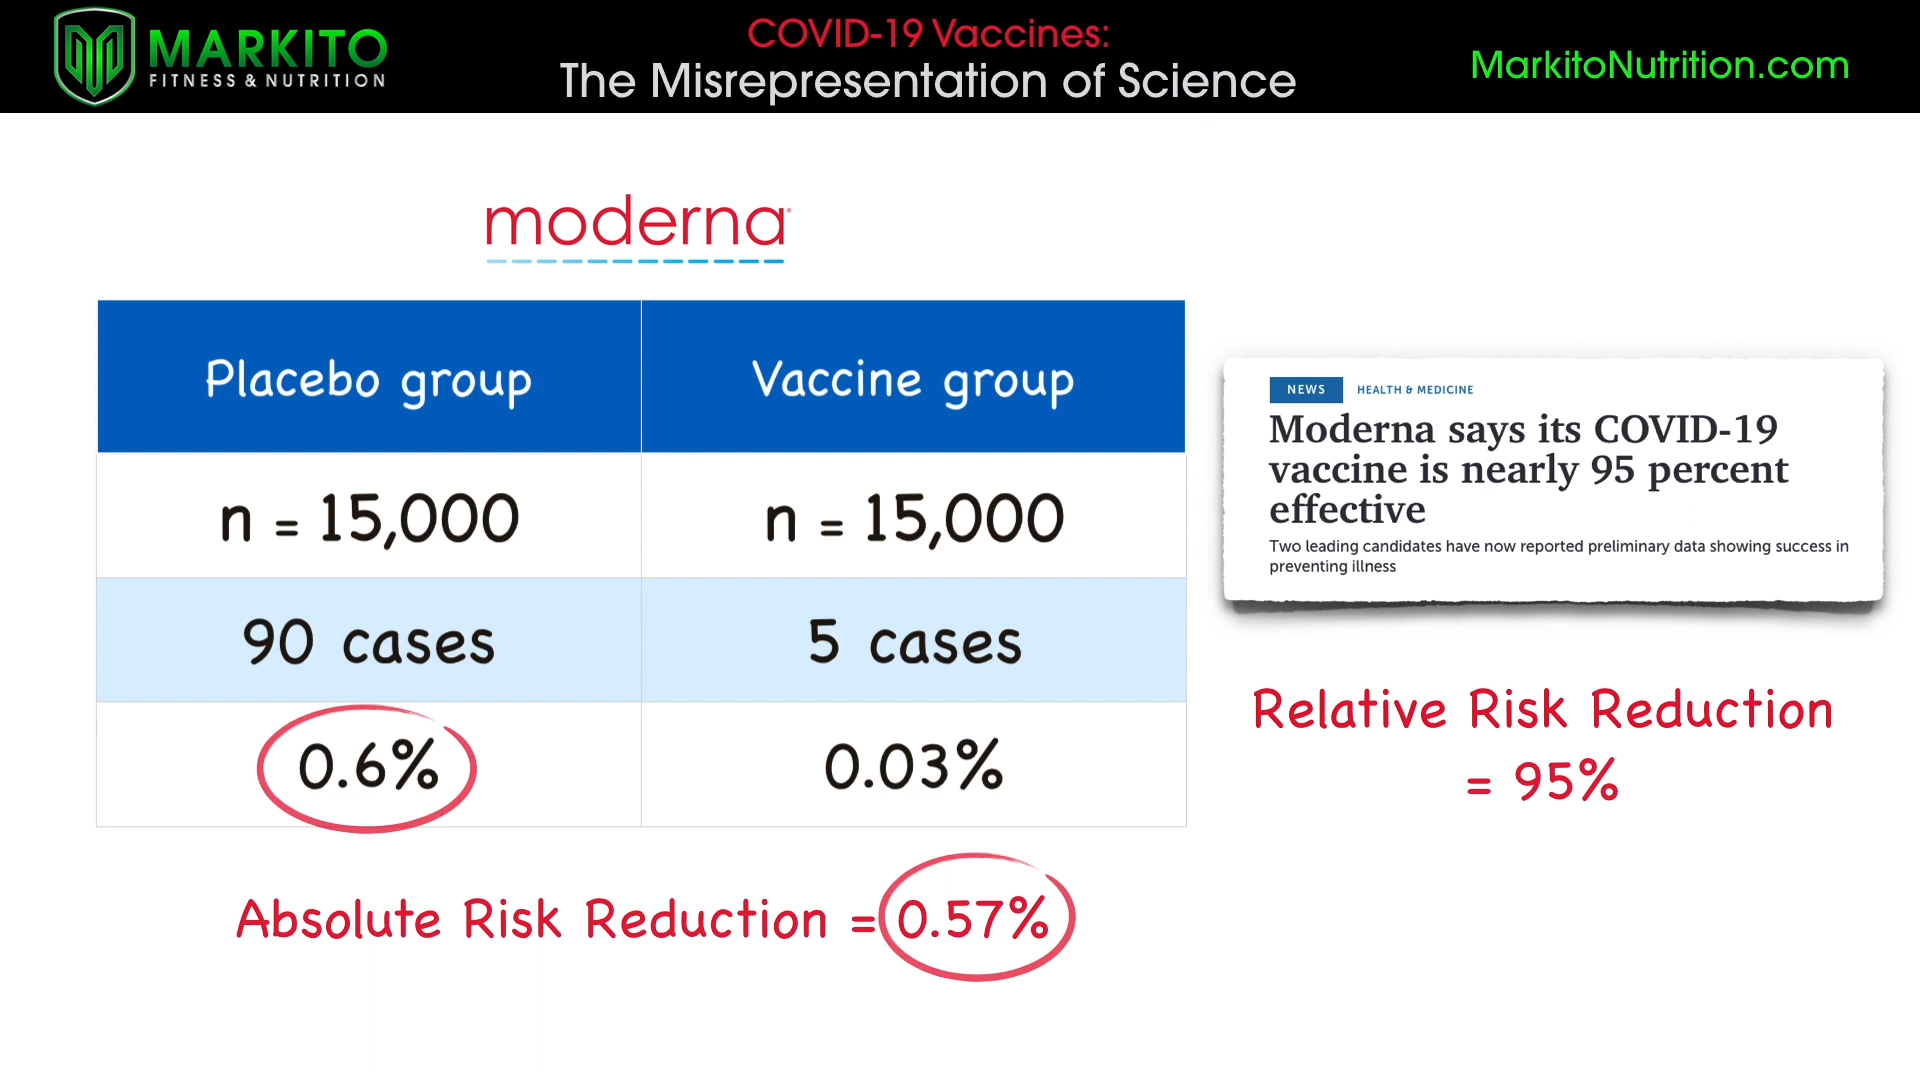 MARKITO
FITNESS & NUTRITION
COVID-19 Vaccines:
The Misrepresentation of Science
MarkitoNutrition.com
moderna
Placebo group
Vaccine group
n = 15,000
n = 15,000
90 cases
5 cases
0.6%
0.03%
Absolute Risk Reduction = 0.57%
NEWS HEALTH & MEDICINE
Moderna says its COVID-19
vaccine is nearly 95 percent
effective
Two leading candidates have now reported preliminary data showing success in
preventing illness
Relative Risk Reduction
= 95%